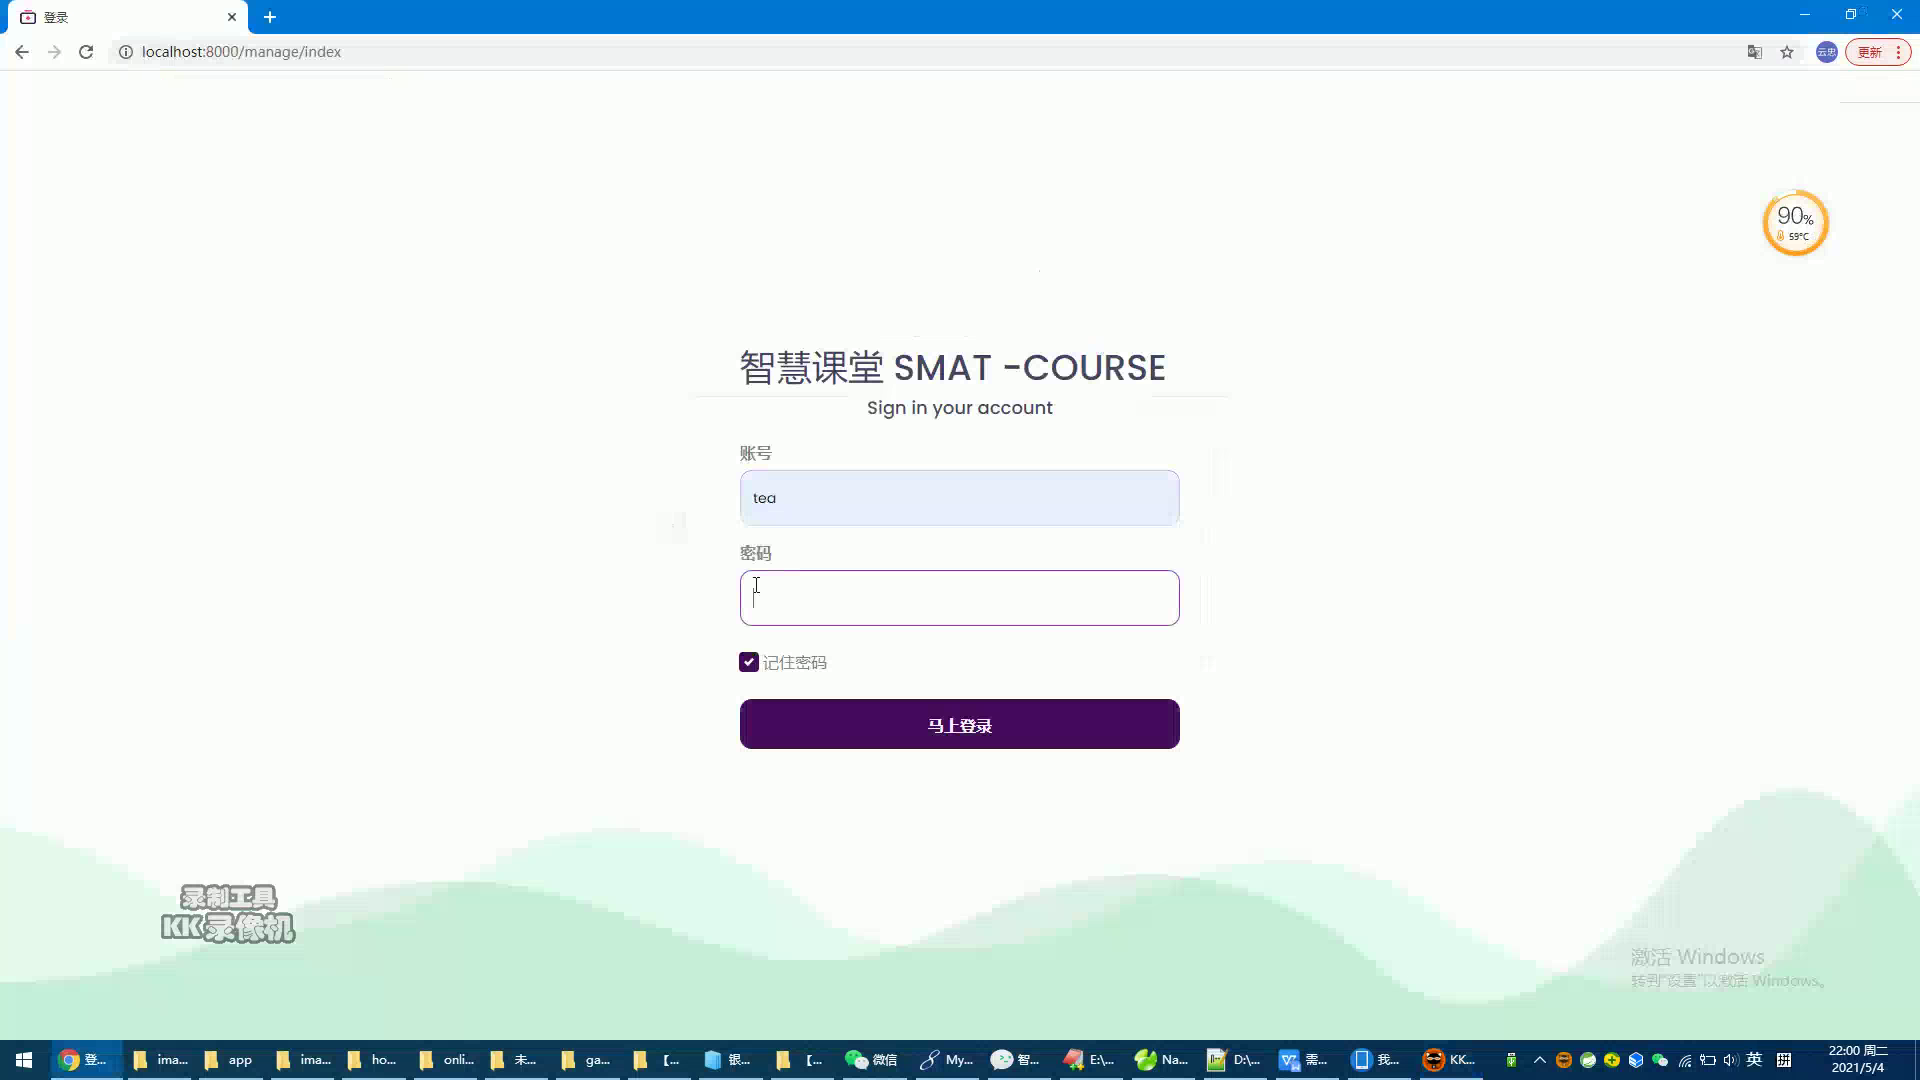 登录
localhost:8000/manage/index
云忠
更新
90%
59°C
智慧课堂 SMAT -COURSE
Sign in your account
账号
tea
密码
记住密码
马上登录
录制工具
KK录像机
激活 Windows
转到"设置"以激活 Windows。
登...
ima...
app
ima...
ho...
onli...
未...
ga...
【...
银...
【...
微信
My...
智...
E:\...
Na...
D:\...
需...
我...
KK...
英
22:00 周二
2021/5/4